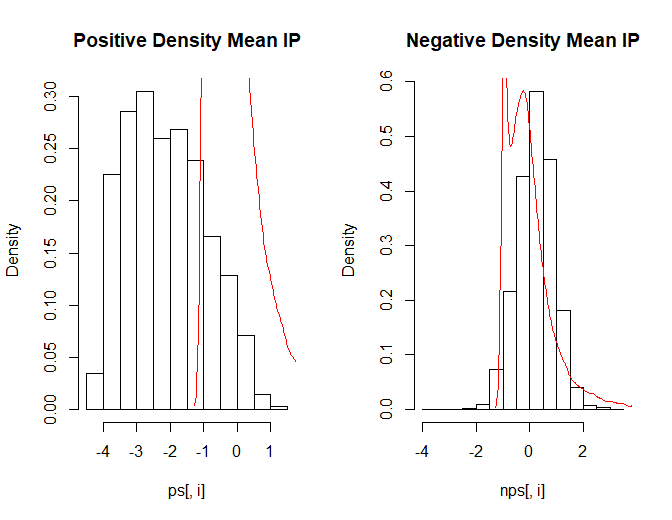 Positive Density Mean IP
Density
0.00 0.05 0.10 0.15 0.20 0.25 0.30
-4 -3 -2 -1 0 1
ps[, i]
Negative Density Mean IP
Density
0.0 0.1 0.2 0.3 0.4 0.5 0.6
-4 -2 0 2
nps[, i]